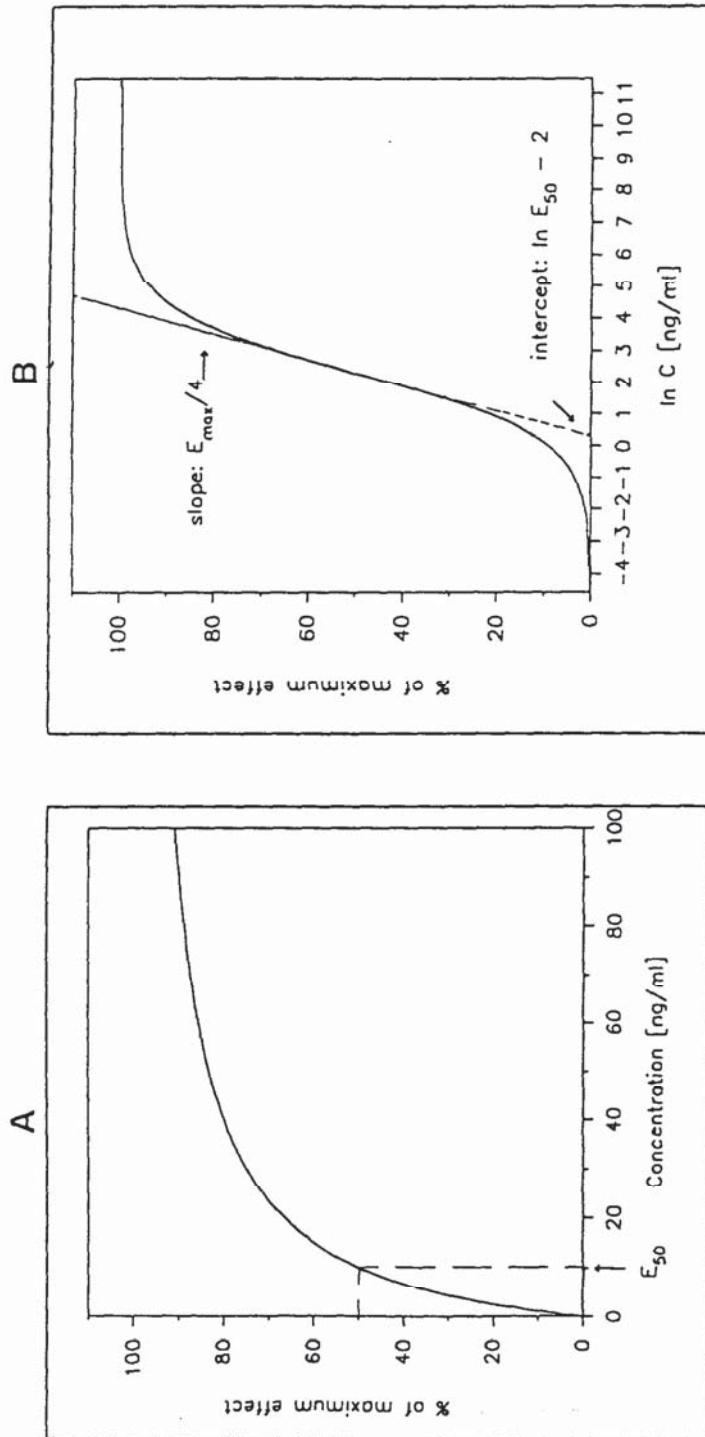 A
% of maximum effect
100
80
60
40
20
0
0 20 40 60 80 100
E50 Concentration [ng/ml]
B
% of maximum effect
100
80
60
40
20
0
slope: Emax/4
intercept: ln E50 - 2
-4-3-2-1 0 1 2 3 4 5 6 7 8 9 10 11
ln C [ng/ml]